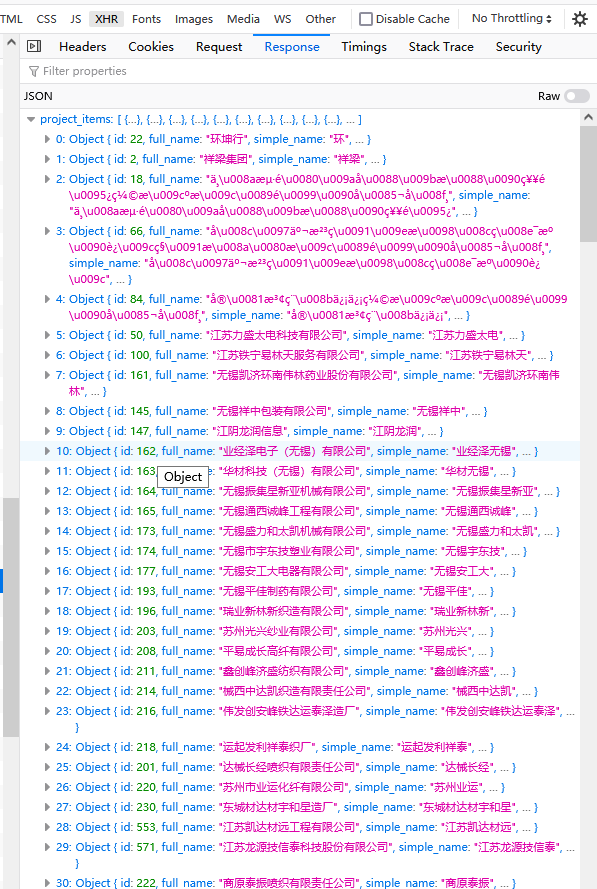 TML CSS JS XHR Fonts Images Media WS Other Disable Cache No Throttling
Headers Cookies Request Response Timings Stack Trace Security
Filter properties
JSON Raw
project_items: [ {…}, {…}, {…}, {…}, {…}, {…}, {…}, {…}, {…}, {…}, … ]
0: Object { id: 22, full_name: "环坤行", simple_name: "环", … }
1: Object { id: 2, full_name: "祥梁集团", simple_name: "祥梁", … }
2: Object { id: 18, full_name: "ä¸\u008aæµ·é\u0080\u009aå\u0088\u009bæ\u0088\u0090ç¥¥é
\u0095¿ç¼©æ\u009cºæ\u009c\u0089é\u0099\u0090å\u0085¬å\u008f¸", simple_name:
"ä¸\u008aæµ·é\u0080\u009aå\u0088\u009bæ\u0088\u0090ç¥¥é\u0095¿", … }
3: Object { id: 66, full_name: "å\u008c\u0097äº¬æ²³ç\u0091\u009eæ\u0098\u008cç\u008e¯æº
\u0090è¿\u009cç§\u0091æ\u008a\u0080æ\u009c\u0089é\u0099\u0090å\u0085¬å\u008f¸",
simple_name: "å\u008c\u0097äº¬æ²³ç\u0091\u009eæ\u0098\u008cç\u008e¯æº\u0090è¿
\u009c", … }
4: Object { id: 84, full_name: "å®\u0081æ³¢ç¨\u008bä¿¡ä¿¡ç¼©æ\u009cºæ\u009c\u0089é\u0099
\u0090å\u0085¬å\u008f¸", simple_name: "å®\u0081æ³¢ç¨\u008bä¿¡ä¿¡", … }
5: Object { id: 50, full_name: "江苏力盛太电科技有限公司", simple_name: "江苏力盛太电", … }
6: Object { id: 100, full_name: "江苏铁宁易林天服务有限公司", simple_name: "江苏铁宁易林天", … }
7: Object { id: 161, full_name: "无锡凯济环南伟林药业股份有限公司", simple_name: "无锡凯济环南伟
林", … }
8: Object { id: 145, full_name: "无锡祥中包装有限公司", simple_name: "无锡祥中", … }
9: Object { id: 147, full_name: "江阴龙润信息", simple_name: "江阴龙润", … }
10: Object { id: 162, full_name: "业经泽电子（无锡）有限公司", simple_name: "业经泽无锡", … }
11: Object { id: 163, full_name: "华材科技（无锡）有限公司", simple_name: "华材无锡", … }
Object
12: Object { id: 164, full_name: "无锡振集星新亚机械有限公司", simple_name: "无锡振集星新亚", … }
13: Object { id: 165, full_name: "无锡通西诚峰工程有限公司", simple_name: "无锡通西诚峰", … }
14: Object { id: 173, full_name: "无锡盛力和太凯机械有限公司", simple_name: "无锡盛力和太凯", … }
15: Object { id: 174, full_name: "无锡市宇东技塑业有限公司", simple_name: "无锡宇东技", … }
16: Object { id: 177, full_name: "无锡安工大电器有限公司", simple_name: "无锡安工大", … }
17: Object { id: 193, full_name: "无锡平佳制药有限公司", simple_name: "无锡平佳", … }
18: Object { id: 196, full_name: "瑞业新林新织造有限公司", simple_name: "瑞业新林新", … }
19: Object { id: 203, full_name: "苏州光兴纱业有限公司", simple_name: "苏州光兴", … }
20: Object { id: 208, full_name: "平易成长高纤有限公司", simple_name: "平易成长", … }
21: Object { id: 211, full_name: "鑫创峰济盛纺织有限公司", simple_name: "鑫创峰济盛", … }
22: Object { id: 214, full_name: "械西中达凯织造有限责任公司", simple_name: "械西中达凯", … }
23: Object { id: 216, full_name: "伟发创安峰铁达运泰泽造厂", simple_name: "伟发创安峰铁达运泰泽", …
}
24: Object { id: 218, full_name: "运起发利祥泰织厂", simple_name: "运起发利祥泰", … }
25: Object { id: 201, full_name: "达械长经喷织有限责任公司", simple_name: "达械长经", … }
26: Object { id: 220, full_name: "苏州市业运化纤有限公司", simple_name: "苏州业运", … }
27: Object { id: 230, full_name: "东城材达材宇和星造厂", simple_name: "东城材达材宇和星", … }
28: Object { id: 553, full_name: "江苏凯达材远工程有限公司", simple_name: "江苏凯达材远", … }
29: Object { id: 571, full_name: "江苏龙源技信泰科技股份有限公司", simple_name: "江苏龙源技信泰", …
}
30: Object { id: 222, full_name: "商原泰振喷织有限责任公司", simple_name: "商原泰振", … }